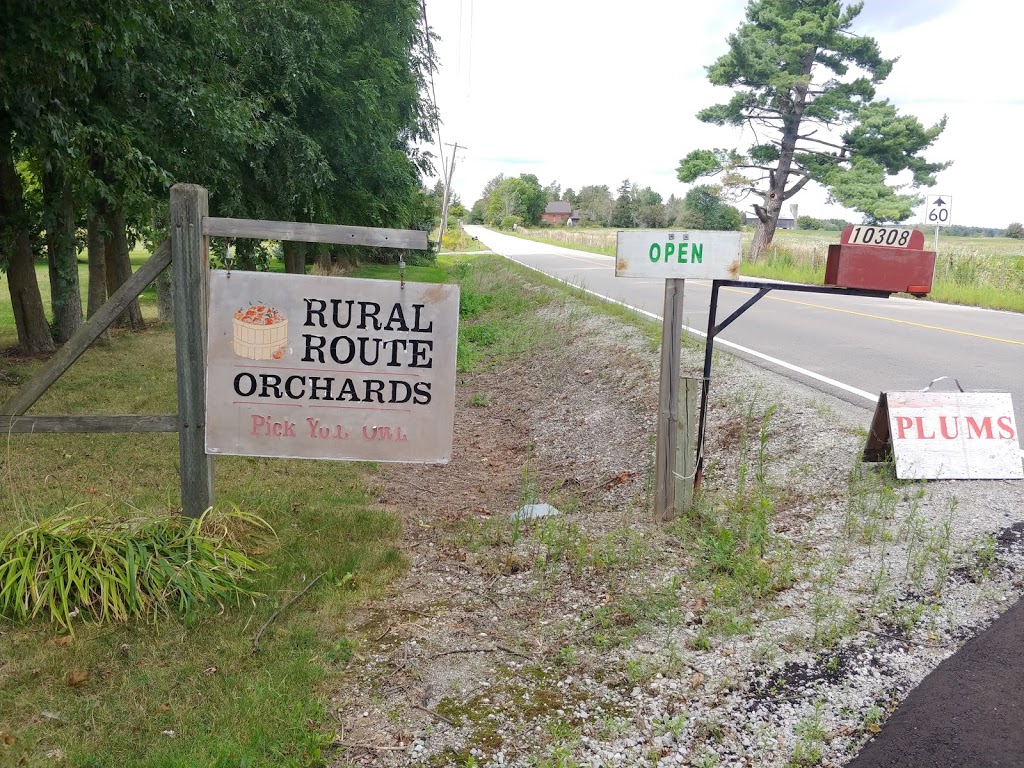 RURAL
ROUTE
ORCHARDS
Pick
OPEN
10308
60
PLUMS